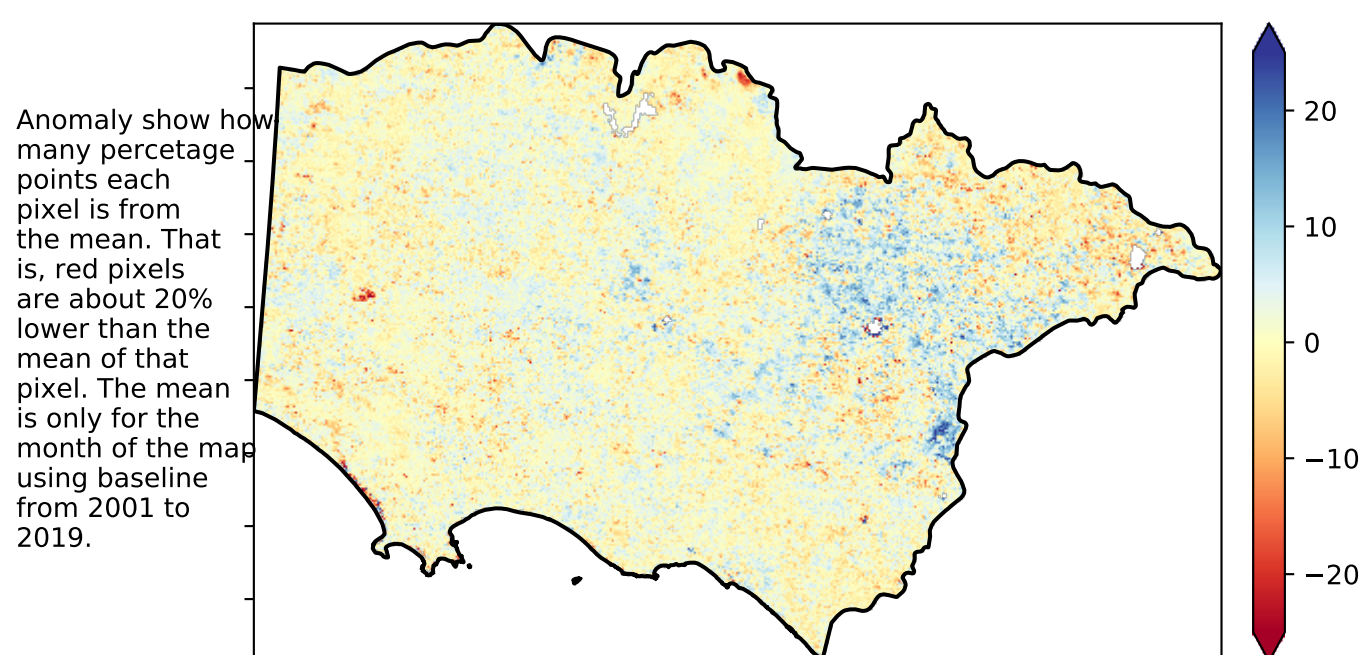 Anomaly show how
many percetage
points each
pixel is from
the mean. That
is, red pixels
are about 20%
lower than the
mean of that
pixel. The mean
is only for the
month of the map
using baseline
from 2001 to
2019.
20
10
0
−10
−20